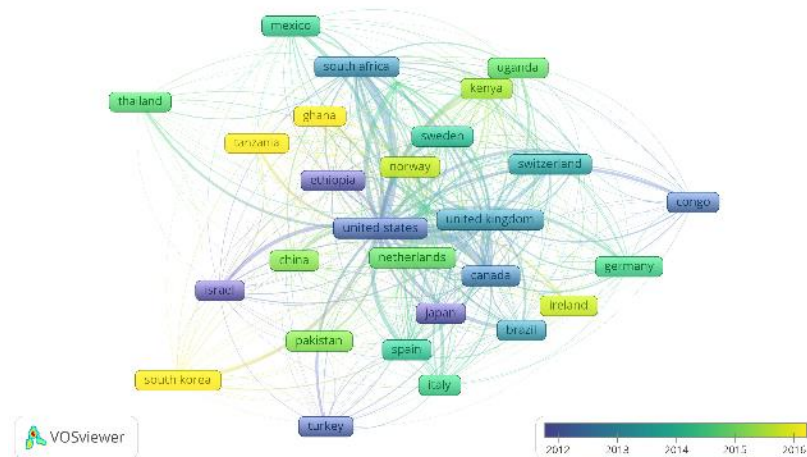 mexico
south africa
uganda
kenya
thailand
ghana
sweden
tanzania
norway
switzerland
ethiopia
congo
united states
united kingdom
china
netherlands
germany
canada
israel
ireland
japan
brazil
pakistan
spain
south korea
italy
turkey
VOSviewer
2012 2013 2014 2015 2016